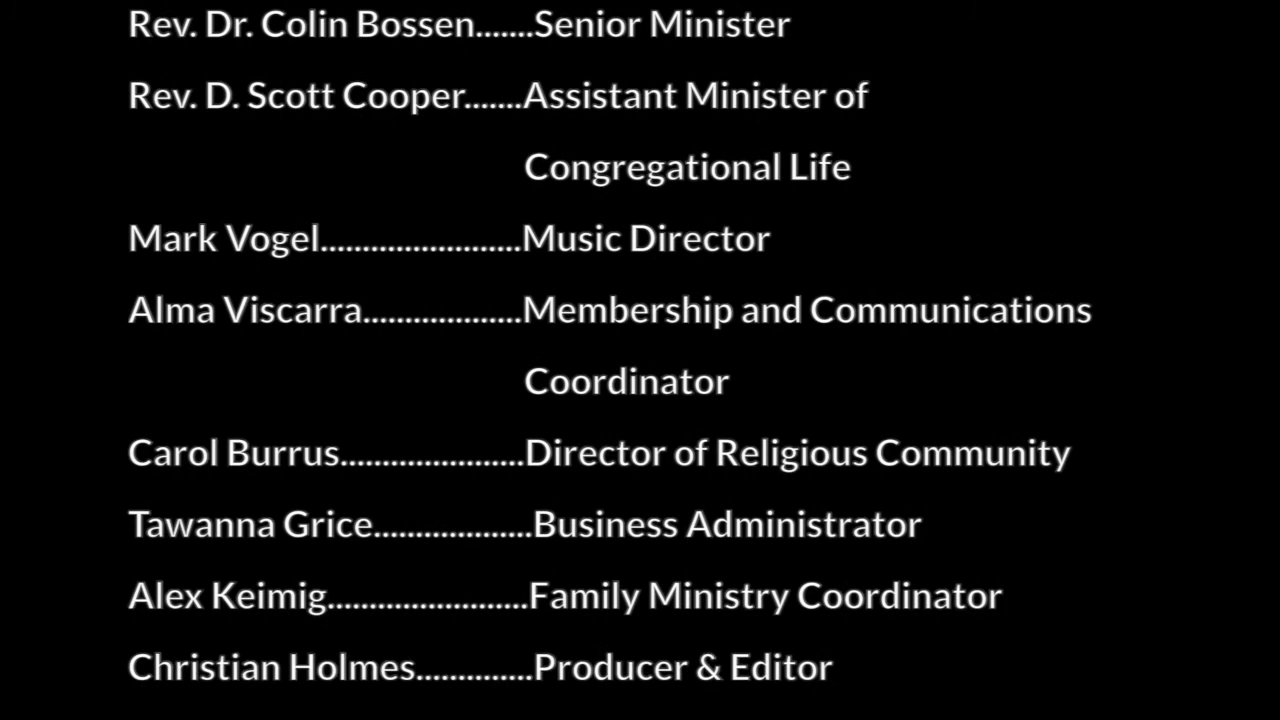 Rev. Dr. Colin Bossen.......Senior Minister
Rev. D. Scott Cooper.......Assistant Minister of
Congregational Life
Mark Vogel........................Music Director
Alma Viscarra...................Membership and Communications
Coordinator
Carol Burrus......................Director of Religious Community
Tawanna Grice...................Business Administrator
Alex Keimig........................Family Ministry Coordinator
Christian Holmes..............Producer & Editor